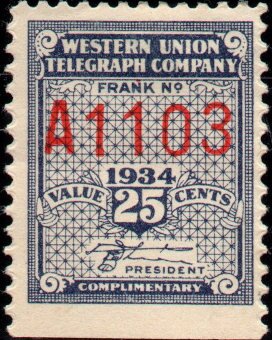 WESTERN UNION
TELEGRAPH COMPANY
FRANK No
A1103
1934
VALUE 25 CENTS
PRESIDENT
COMPLIMENTARY